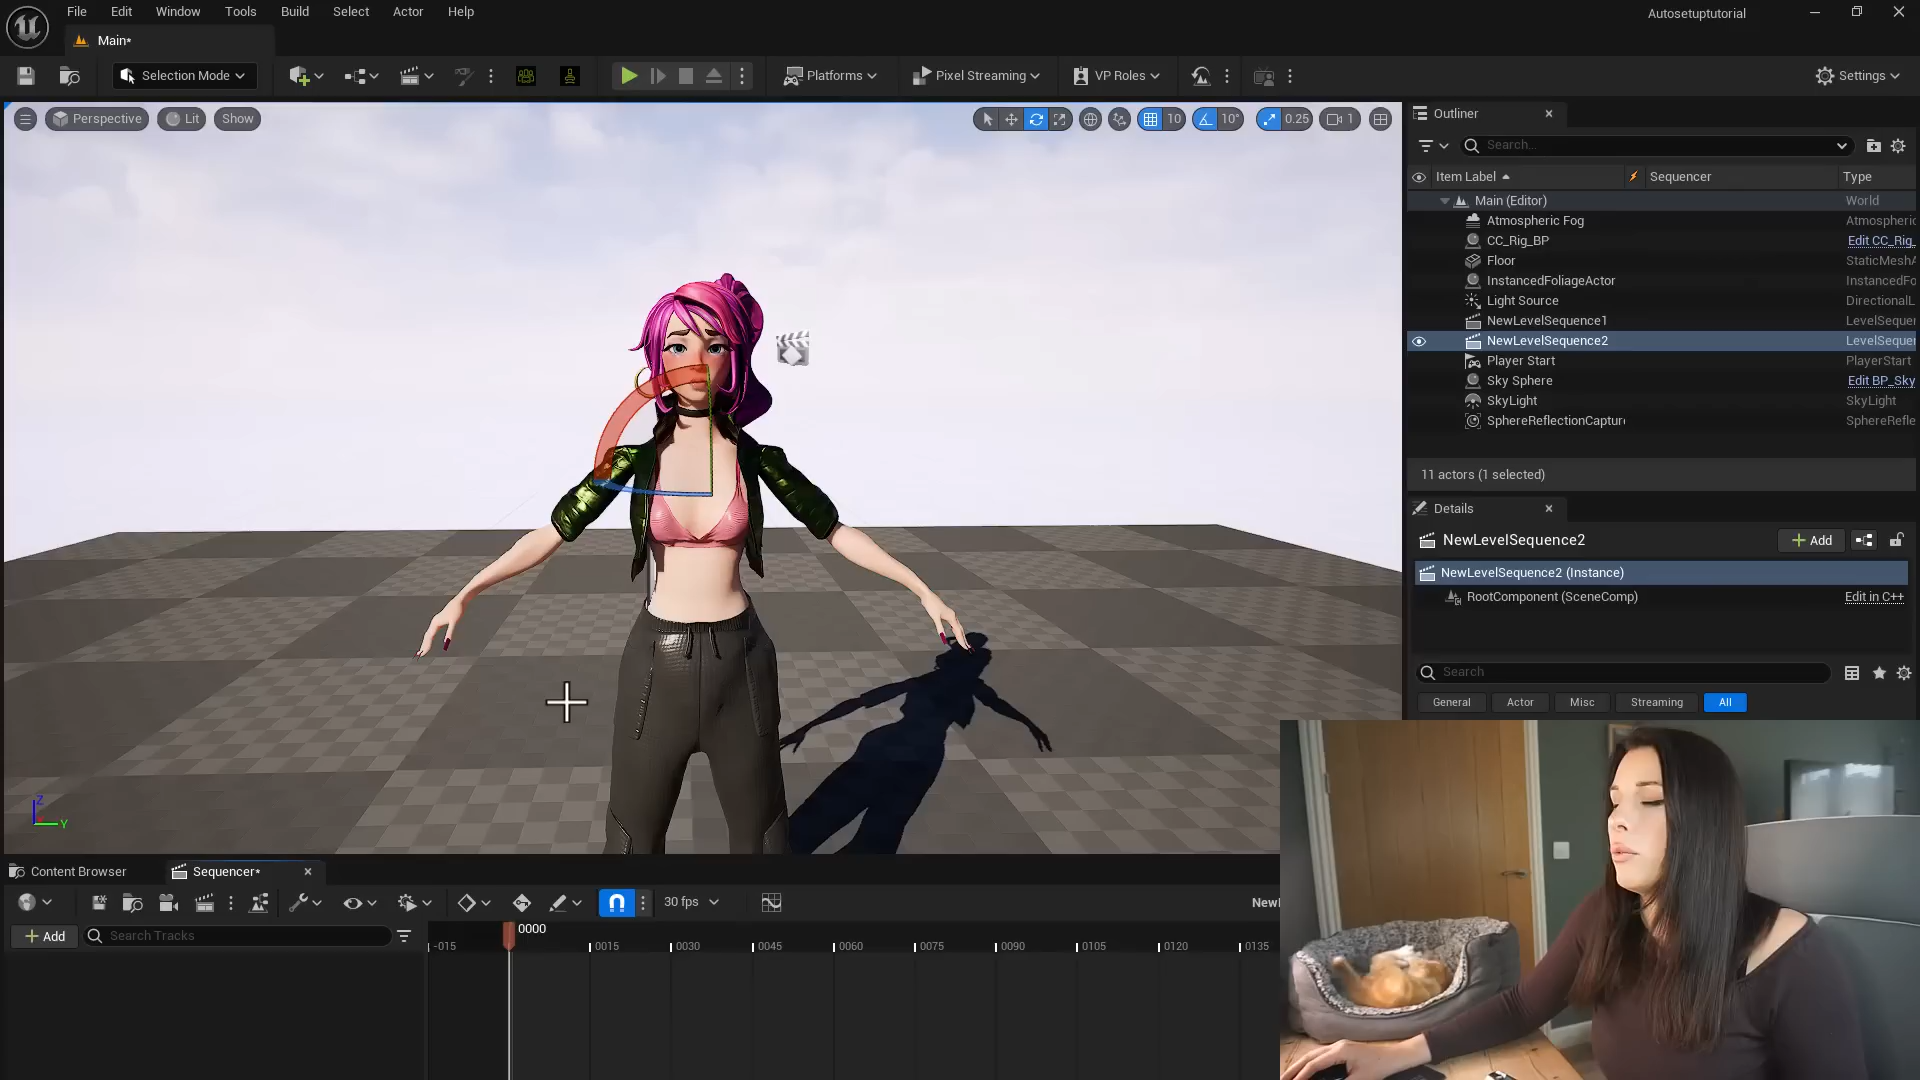 File Edit Window Tools Build Select Actor Help
Autosetuptutorial
Main*
Selection Mode
Platforms
Pixel Streaming
VP Roles
Settings
Perspective Lit Show
10 10° 0.25 1
Outliner
Search...
Item Label Sequencer Type
Main (Editor) World
Atmospheric Fog Atmospheric
CC_Rig_BP Edit CC_Rig_
Floor StaticMeshA
InstancedFoliageActor InstancedFo
Light Source DirectionalL
NewLevelSequence1 LevelSequen
NewLevelSequence2 LevelSequen
Player Start PlayerStart
Sky Sphere Edit BP_Sky
SkyLight SkyLight
SphereReflectionCapture SphereRefle
11 actors (1 selected)
Details
NewLevelSequence2 Add
NewLevelSequence2 (Instance)
RootComponent (SceneComp) Edit in C++
Search
General Actor Misc Streaming All
Z
Y
Content Browser Sequencer*
30 fps
Add Search Tracks
0000
-015 0015 0030 0045 0060 0075 0090 0105 0120 0135